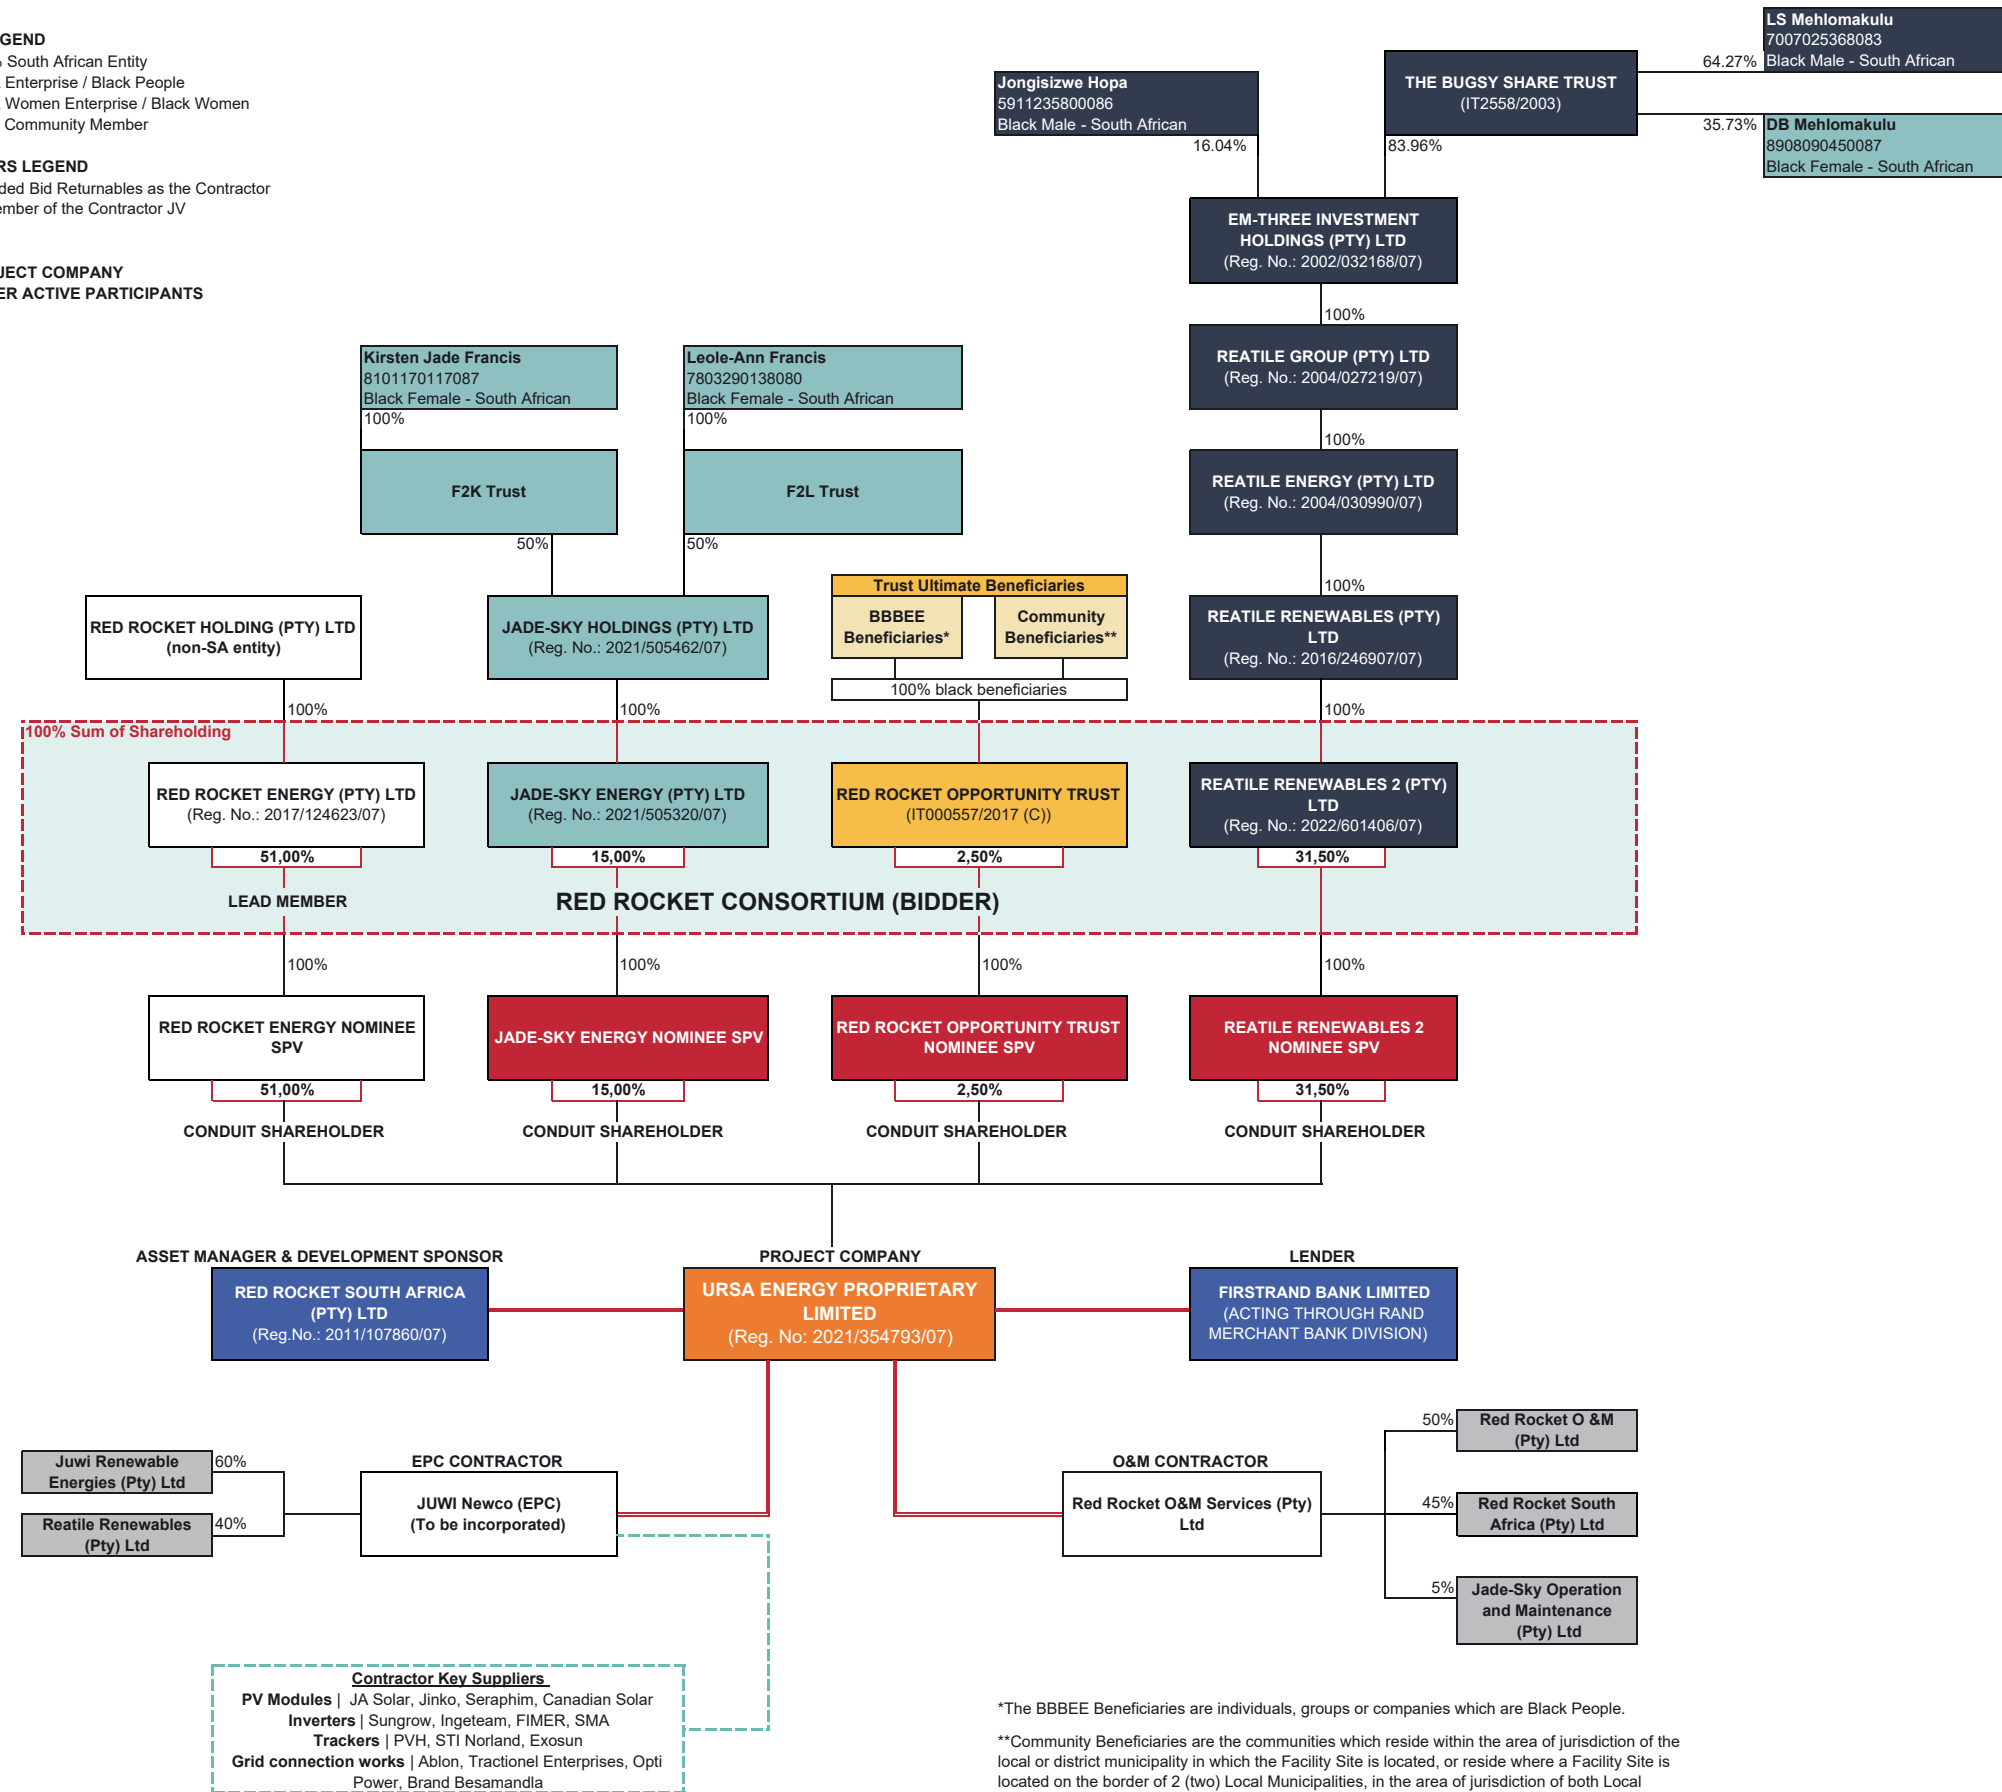 GEND
South African Entity
Enterprise / Black People
Women Enterprise / Black Women
Community Member
RS LEGEND
ded Bid Returnables as the Contractor
ember of the Contractor JV
JECT COMPANY
ER ACTIVE PARTICIPANTS
LS Mehlomakulu
7007025368083
Black Male - South African
64.27%
THE BUGSY SHARE TRUST
(IT2558/2003)
Jongisizwe Hopa
5911235800086
Black Male - South African
35.73%
DB Mehlomakulu
8908090450087
Black Female - South African
16.04%
83.96%
EM-THREE INVESTMENT
HOLDINGS (PTY) LTD
(Reg. No.: 2002/032168/07)
100%
REATILE GROUP (PTY) LTD
(Reg. No.: 2004/027219/07)
100%
REATILE ENERGY (PTY) LTD
(Reg. No.: 2004/030990/07)
100%
Kirsten Jade Francis
8101170117087
Black Female - South African
100%
Leole-Ann Francis
7803290138080
Black Female - South African
100%
F2K Trust
F2L Trust
50%
50%
RED ROCKET HOLDING (PTY) LTD
(non-SA entity)
JADE-SKY HOLDINGS (PTY) LTD
(Reg. No.: 2021/505462/07)
Trust Ultimate Beneficiaries
BBBEE
Beneficiaries*
Community
Beneficiaries**
100% black beneficiaries
REATILE RENEWABLES (PTY)
LTD
(Reg. No.: 2016/246907/07)
100%
100%
100%
100% Sum of Shareholding
RED ROCKET ENERGY (PTY) LTD
(Reg. No.: 2017/124623/07)
51,00%
JADE-SKY ENERGY (PTY) LTD
(Reg. No.: 2021/505320/07)
15,00%
RED ROCKET OPPORTUNITY TRUST
(IT000557/2017 (C))
2,50%
REATILE RENEWABLES 2 (PTY)
LTD
(Reg. No.: 2022/601406/07)
31,50%
LEAD MEMBER
RED ROCKET CONSORTIUM (BIDDER)
100%
100%
100%
100%
RED ROCKET ENERGY NOMINEE
SPV
51,00%
JADE-SKY ENERGY NOMINEE SPV
15,00%
RED ROCKET OPPORTUNITY TRUST
NOMINEE SPV
2,50%
REATILE RENEWABLES 2
NOMINEE SPV
31,50%
CONDUIT SHAREHOLDER
CONDUIT SHAREHOLDER
CONDUIT SHAREHOLDER
CONDUIT SHAREHOLDER
ASSET MANAGER & DEVELOPMENT SPONSOR
RED ROCKET SOUTH AFRICA
(PTY) LTD
(Reg.No.: 2011/107860/07)
PROJECT COMPANY
URSA ENERGY PROPRIETARY
LIMITED
(Reg. No: 2021/354793/07)
LENDER
FIRSTRAND BANK LIMITED
(ACTING THROUGH RAND
MERCHANT BANK DIVISION)
Juwi Renewable
Energies (Pty) Ltd
60%
Reatile Renewables
(Pty) Ltd
40%
EPC CONTRACTOR
JUWI Newco (EPC)
(To be incorporated)
O&M CONTRACTOR
Red Rocket O&M Services (Pty)
Ltd
50%
Red Rocket O &M
(Pty) Ltd
45%
Red Rocket South
Africa (Pty) Ltd
5%
Jade-Sky Operation
and Maintenance
(Pty) Ltd
Contractor Key Suppliers
PV Modules | JA Solar, Jinko, Seraphim, Canadian Solar
Inverters | Sungrow, Ingeteam, FIMER, SMA
Trackers | PVH, STI Norland, Exosun
Grid connection works | Ablon, Tractionel Enterprises, Opti
Power, Brand Besamandla
*The BBBEE Beneficiaries are individuals, groups or companies which are Black People.
**Community Beneficiaries are the communities which reside within the area of jurisdiction of the
local or district municipality in which the Facility Site is located, or reside where a Facility Site is
located on the border of 2 (two) Local Municipalities, in the area of jurisdiction of both Local